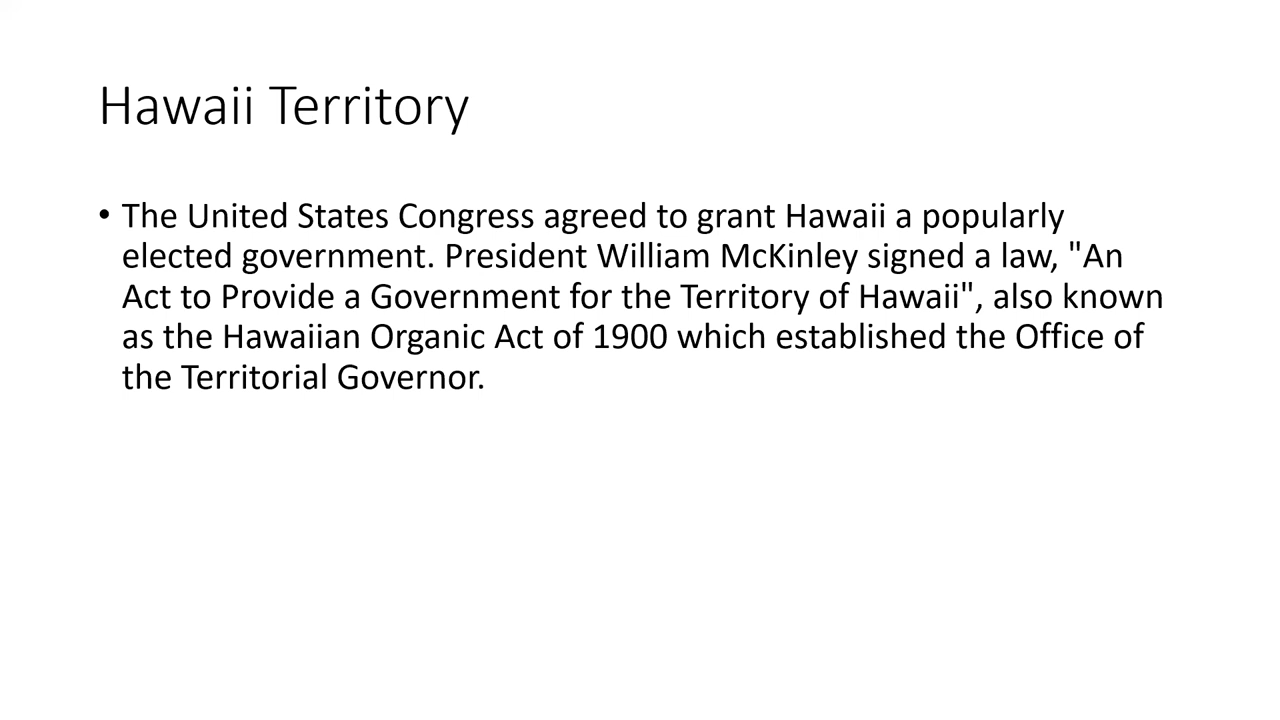 Hawaii Territory
• The United States Congress agreed to grant Hawaii a popularly
elected government. President William McKinley signed a law, "An
Act to Provide a Government for the Territory of Hawaii", also known
as the Hawaiian Organic Act of 1900 which established the Office of
the Territorial Governor.